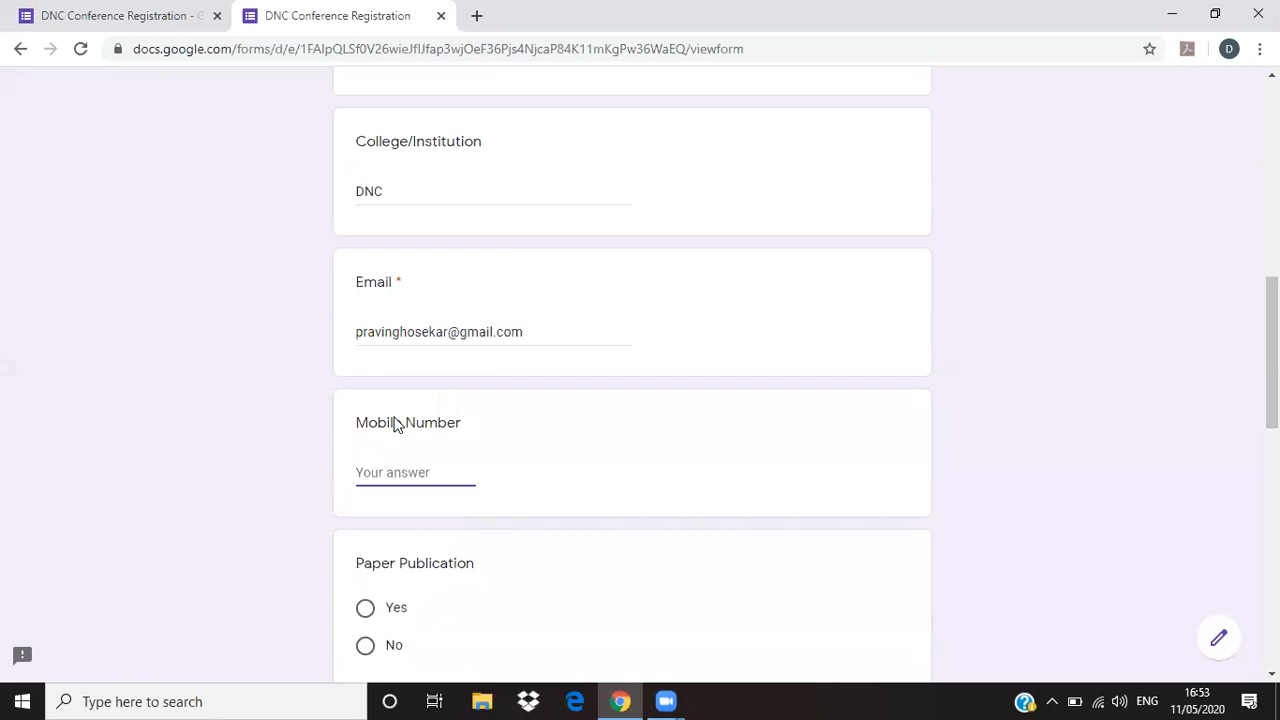 DNC Conference Registration - G
DNC Conference Registration
docs.google.com/forms/d/e/1FAIpQLSf0V26wieJflJfap3wjOeF36Pjs4NjcaP84K11mKgPw36WaEQ/viewform
D
College/Institution
DNC
Email *
pravinghosekar@gmail.com
Mobile Number
Your answer
Paper Publication
Yes
No
Type here to search
ENG
16:53
11/05/2020